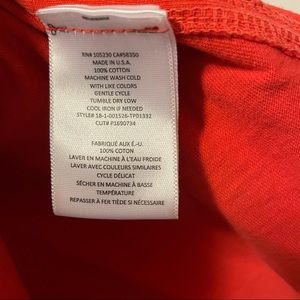 RN# 105230 CA#58350
MADE IN U.S.A.
100% COTTON
MACHINE WASH COLD
WITH LIKE COLORS
GENTLE CYCLE
TUMBLE DRY LOW
COOL IRON IF NEEDED
STYLE# 18-1-001526-TP01332
CUT# P1690734
FABRIQUÉ AUX É.-U.
100% COTTON
LAVER EN MACHINE À L'EAU FROIDE
LAVER AVEC COULEURS SIMILAIRES
CYCLE DÉLICAT
SÉCHER EN MACHINE À BASSE
TEMPÉRATURE
REPASSER À FER TIÈDE SI NÉCESSAIRE